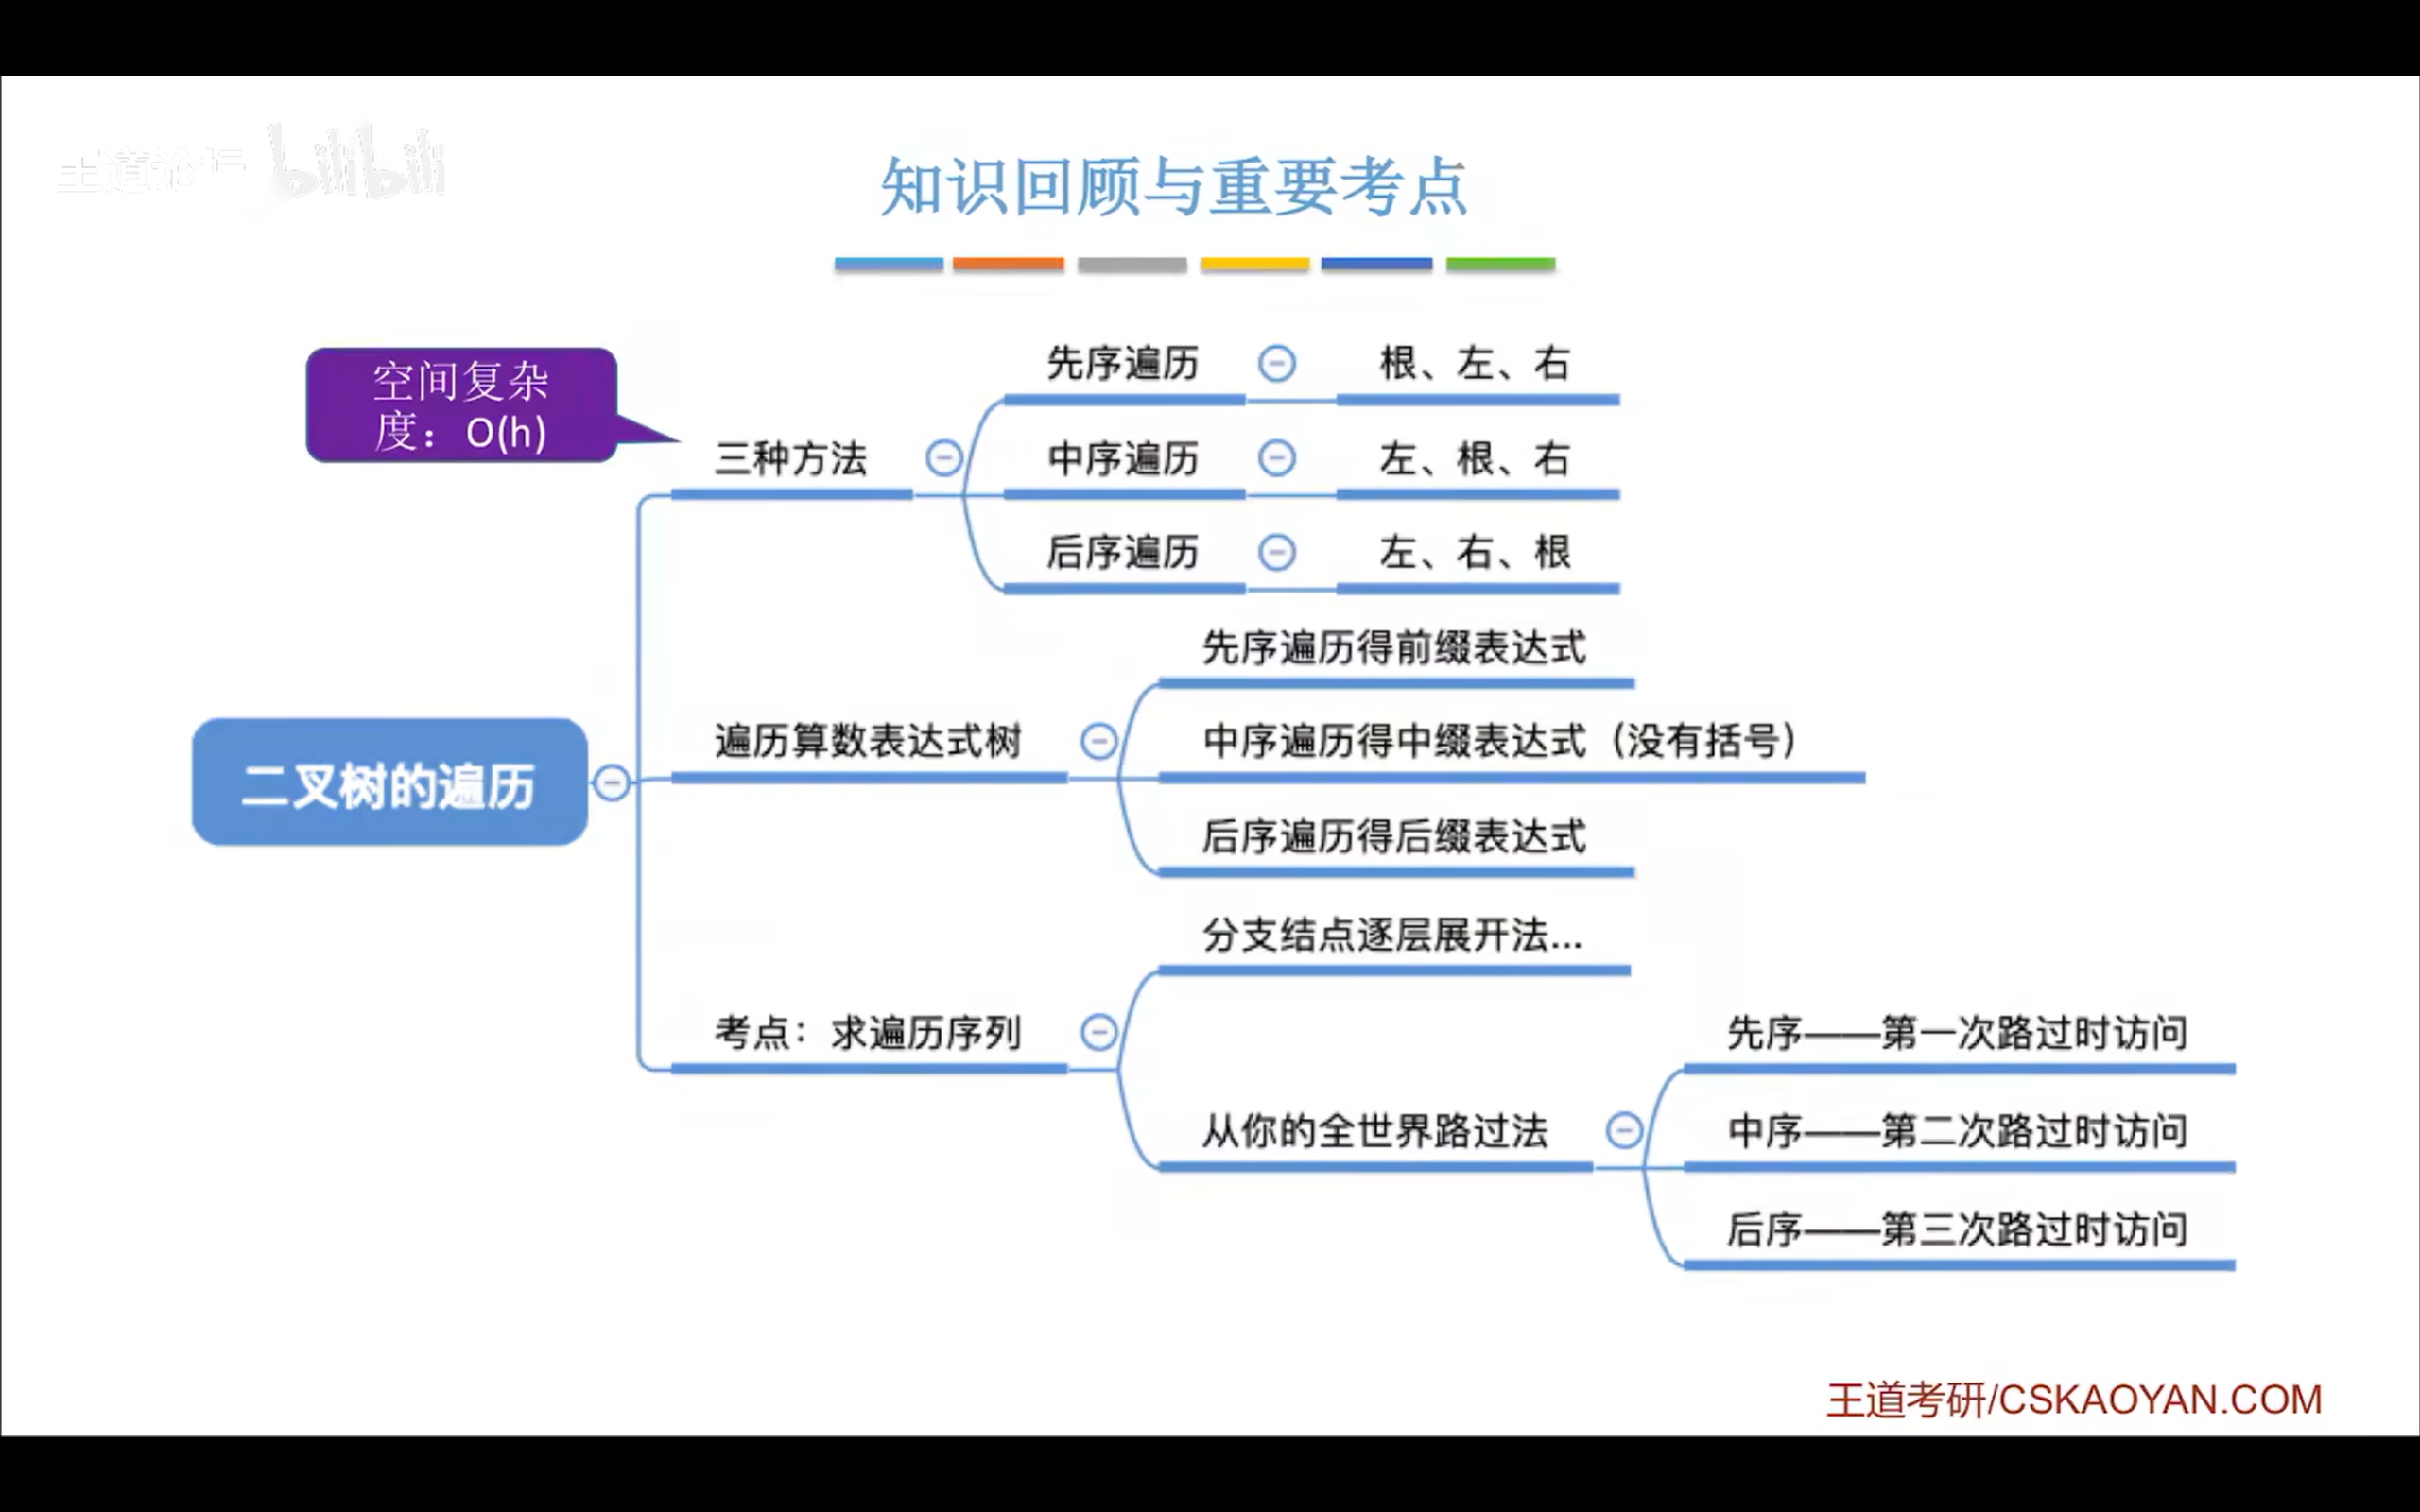 王道论坛 bilibili
知识回顾与重要考点
空间复杂
度：O(h)
先序遍历 根、左、右
三种方法
中序遍历 左、根、右
后序遍历 左、右、根
先序遍历得前缀表达式
遍历算数表达式树
中序遍历得中缀表达式（没有括号）
二叉树的遍历
后序遍历得后缀表达式
分支结点逐层展开法...
考点：求遍历序列
从你的全世界路过法
先序——第一次路过时访问
中序——第二次路过时访问
后序——第三次路过时访问
王道考研/CSKAOYAN.COM